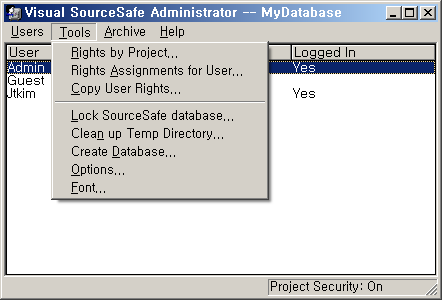 Visual SourceSafe Administrator -- MyDatabase
Users Tools Archive Help
User Logged In
Admin Yes
Guest
Jtkim Yes
Rights by Project...
Rights Assignments for User...
Copy User Rights...
Lock SourceSafe database...
Clean up Temp Directory...
Create Database...
Options...
Font...
Project Security: On